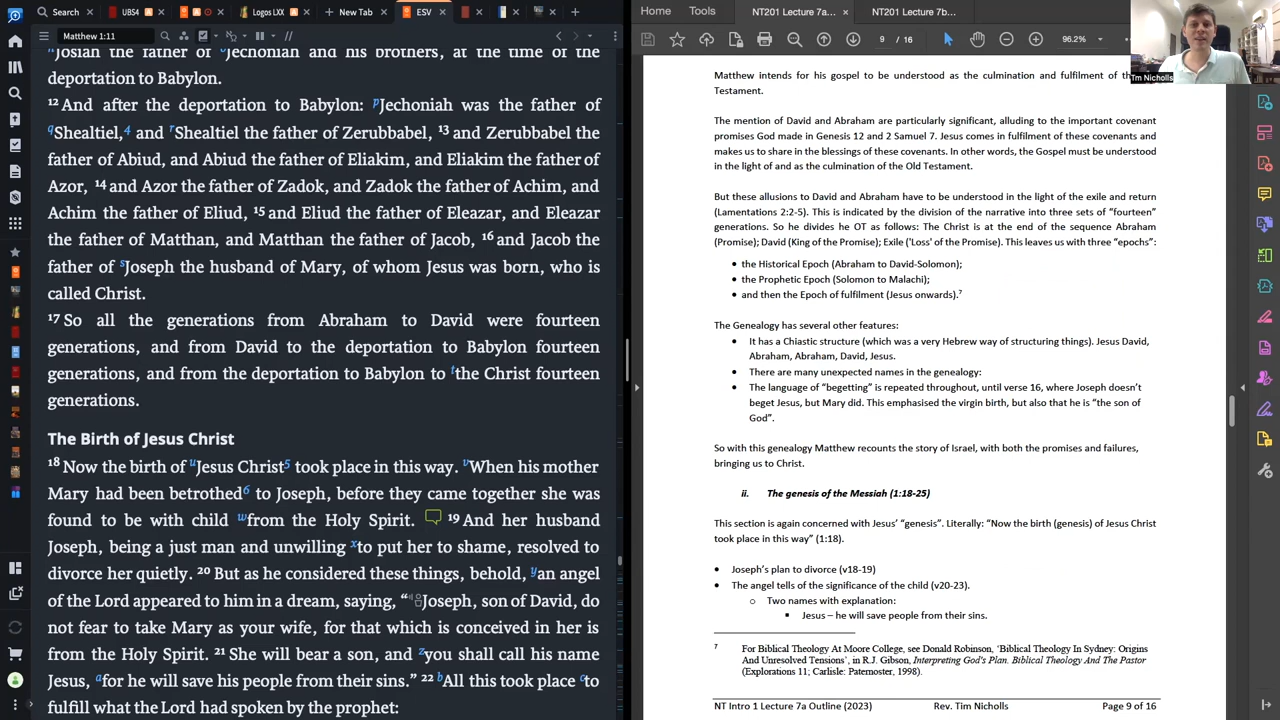 UBS4
Logos LXX
New Tab
ESV
Matthew 1:11
Josiah the father of Jechoniah and his brothers, at the time of the
deportation to Babylon.
12 And after the deportation to Babylon: pJechoniah was the father of
qShealtiel,4 and rShealtiel the father of Zerubbabel, 13 and Zerubbabel the
father of Abiud, and Abiud the father of Eliakim, and Eliakim the father of
Azor, 14 and Azor the father of Zadok, and Zadok the father of Achim, and
Achim the father of Eliud, 15 and Eliud the father of Eleazar, and Eleazar
the father of Matthan, and Matthan the father of Jacob, 16 and Jacob the
father of sJoseph the husband of Mary, of whom Jesus was born, who is
called Christ.
17 So all the generations from Abraham to David were fourteen
generations, and from David to the deportation to Babylon fourteen
generations, and from the deportation to Babylon to tthe Christ fourteen
generations.
The Birth of Jesus Christ
18 Now the birth of uJesus Christ5 took place in this way. vWhen his mother
Mary had been betrothed6 to Joseph, before they came together she was
found to be with child wfrom the Holy Spirit. 19 And her husband
Joseph, being a just man and unwilling xto put her to shame, resolved to
divorce her quietly. 20 But as he considered these things, behold, yan angel
of the Lord appeared to him in a dream, saying, “Joseph, son of David, do
not fear to take Mary as your wife, for that which is conceived in her is
from the Holy Spirit. 21 She will bear a son, and zyou shall call his name
Jesus, afor he will save his people from their sins.” 22 bAll this took place cto
fulfill what the Lord had spoken by the prophet:
Home Tools NT201 Lecture 7a... × NT201 Lecture 7b...
9 / 16 96.2%
Tm Nicholls
Matthew intends for his gospel to be understood as the culmination and fulfilment of th
Testament.
The mention of David and Abraham are particularly significant, alluding to the important covenant
promises God made in Genesis 12 and 2 Samuel 7. Jesus comes in fulfilment of these covenants and
makes us to share in the blessings of these covenants. In other words, the Gospel must be understood
in the light of and as the culmination of the Old Testament.
But these allusions to David and Abraham have to be understood in the light of the exile and return
(Lamentations 2:2-5). This is indicated by the division of the narrative into three sets of “fourteen”
generations. So he divides he OT as follows: The Christ is at the end of the sequence Abraham
(Promise); David (King of the Promise); Exile ('Loss' of the Promise). This leaves us with three “epochs”:
• the Historical Epoch (Abraham to David-Solomon);
• the Prophetic Epoch (Solomon to Malachi);
• and then the Epoch of fulfilment (Jesus onwards).7
The Genealogy has several other features:
• It has a Chiastic structure (which was a very Hebrew way of structuring things). Jesus David,
Abraham, Abraham, David, Jesus.
• There are many unexpected names in the genealogy:
• The language of “begetting” is repeated throughout, until verse 16, where Joseph doesn’t
beget Jesus, but Mary did. This emphasised the virgin birth, but also that he is “the son of
God”.
So with this genealogy Matthew recounts the story of Israel, with both the promises and failures,
bringing us to Christ.
ii. The genesis of the Messiah (1:18-25)
This section is again concerned with Jesus’ “genesis”. Literally: “Now the birth (genesis) of Jesus Christ
took place in this way” (1:18).
• Joseph’s plan to divorce (v18-19)
• The angel tells of the significance of the child (v20-23).
o Two names with explanation:
▪ Jesus – he will save people from their sins.
7 For Biblical Theology At Moore College, see Donald Robinson, ‘Biblical Theology In Sydney: Origins
And Unresolved Tensions’, in R.J. Gibson, Interpreting God's Plan. Biblical Theology And The Pastor
(Explorations 11; Carlisle: Paternoster, 1998).
NT Intro 1 Lecture 7a Outline (2023) Rev. Tim Nicholls Page 9 of 16